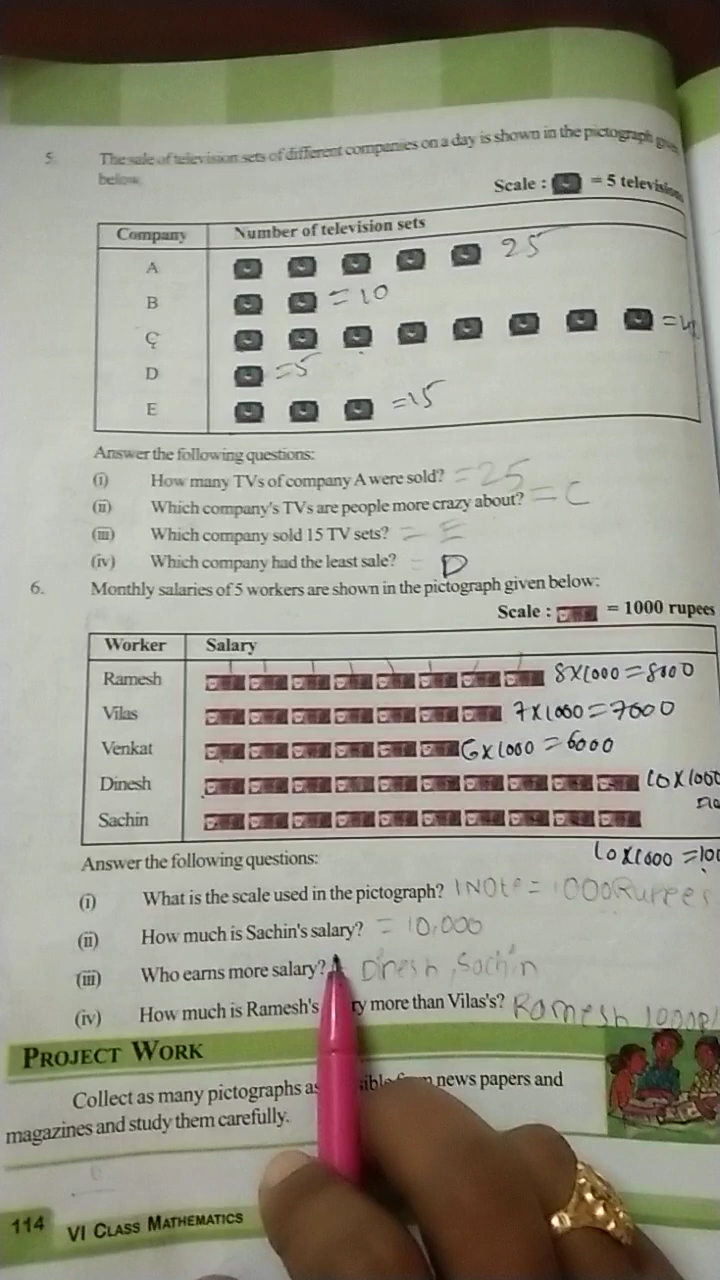 5. The sale of television sets of different companies on a day is shown in the pictograph
below.
Scale : = 5 television
Company Number of television sets
A 25
B =10
C
D =5
E =15
Answer the following questions:
(i) How many TVs of company A were sold? =25
(ii) Which company's TVs are people more crazy about? = C
(iii) Which company sold 15 TV sets? = E
(iv) Which company had the least sale? = D
6. Monthly salaries of 5 workers are shown in the pictograph given below:
Scale : = 1000 rupees
Worker Salary
Ramesh 8×1000=8000
Vilas 7×1000=7000
Venkat 6×1000=6000
Dinesh 10×1000
Sachin
10×1000=100
Answer the following questions:
(i) What is the scale used in the pictograph? 1Note=1000Rupees
(ii) How much is Sachin's salary? = 10,000
(iii) Who earns more salary? Dinesh, Sachin
(iv) How much is Ramesh's more than Vilas's? Ramesh 1000
PROJECT WORK
Collect as many pictographs as news papers and
magazines and study them carefully.
114 VI CLASS MATHEMATICS